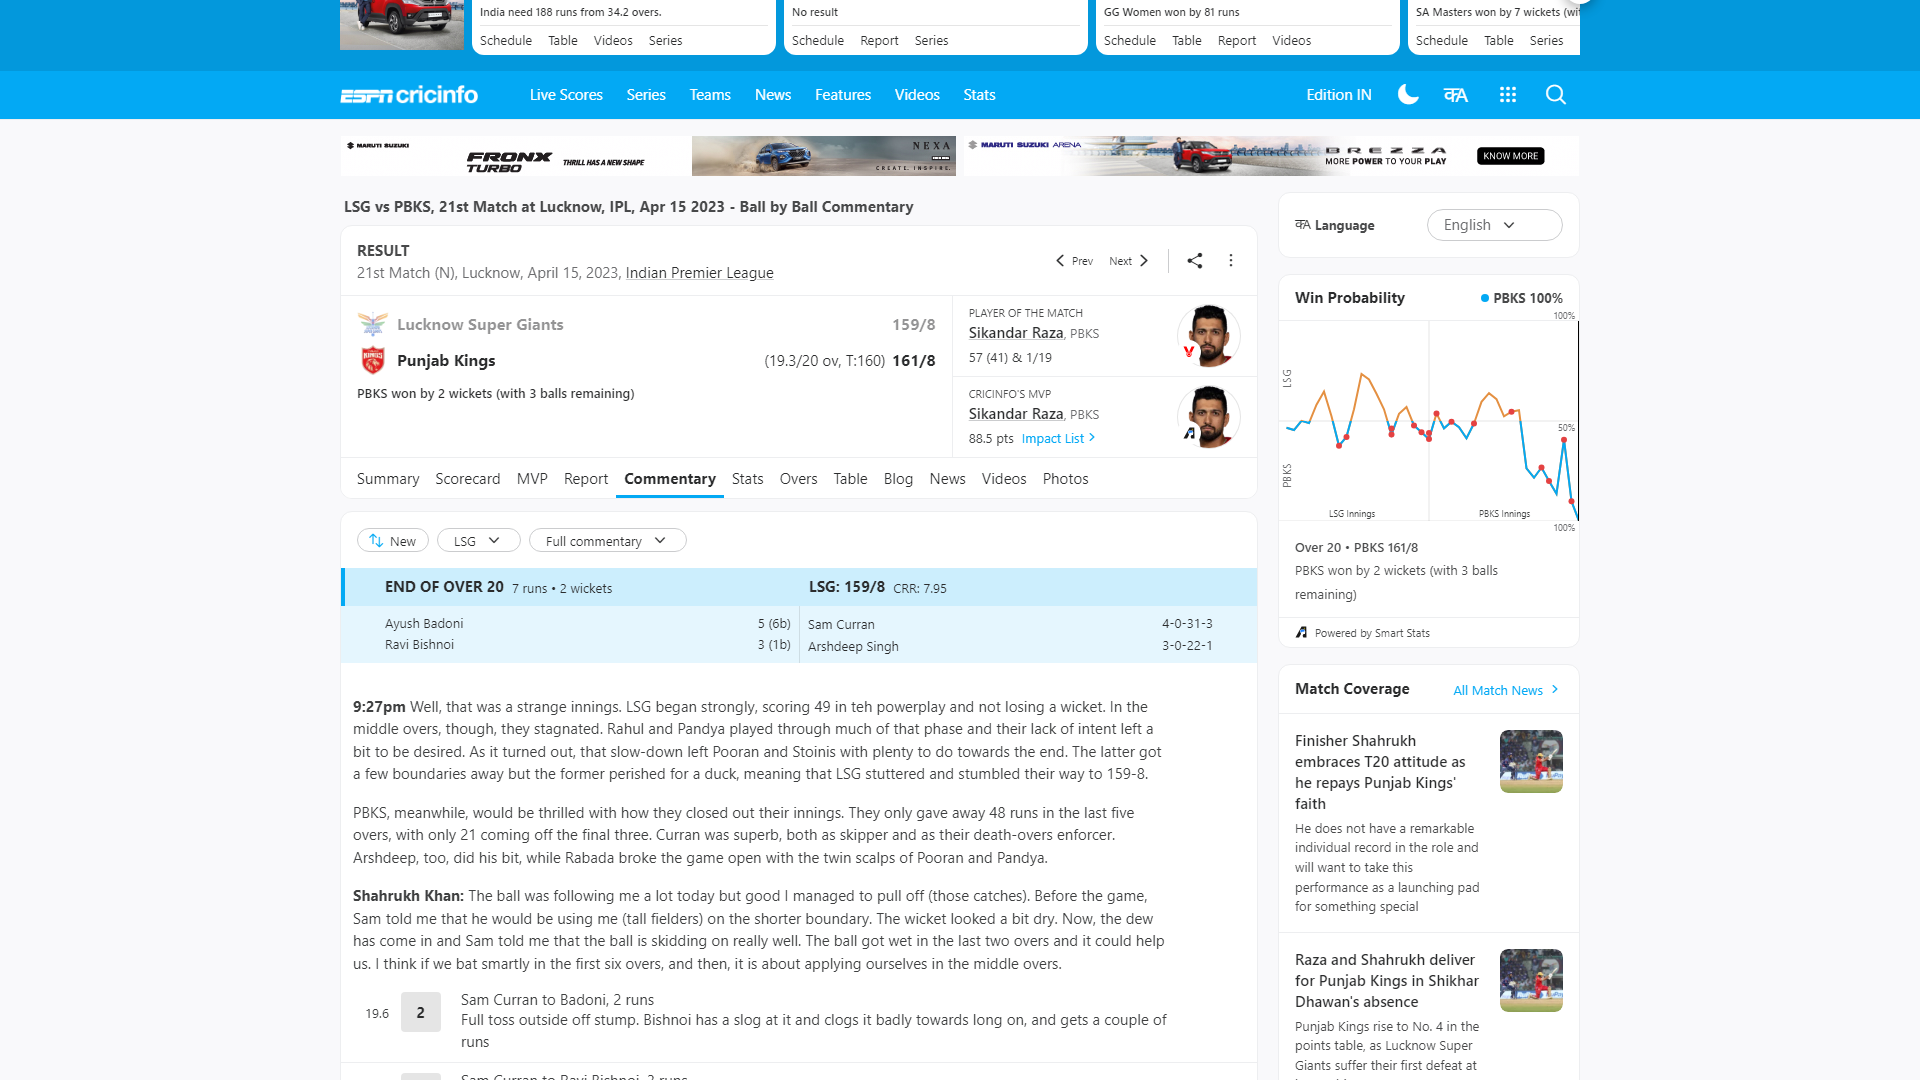 India need 188 runs from 34.2 overs.
Schedule Table Videos Series
No result
Schedule Report Series
GG Women won by 81 runs
Schedule Table Report Videos
SA Masters won by 7 wickets (wi
Schedule Table Series
ESPN cricinfo Live Scores Series Teams News Features Videos Stats Edition IN
MARUTI SUZUKI
FRONX
TURBO
THRILL HAS A NEW SHAPE
NEXA
CREATE. INSPIRE.
MARUTI SUZUKI ARENA
BREZZA
MORE POWER TO YOUR PLAY
KNOW MORE
LSG vs PBKS, 21st Match at Lucknow, IPL, Apr 15 2023 - Ball by Ball Commentary
RESULT
21st Match (N), Lucknow, April 15, 2023, Indian Premier League
Prev Next
Lucknow Super Giants 159/8
Punjab Kings (19.3/20 ov, T:160) 161/8
PBKS won by 2 wickets (with 3 balls remaining)
PLAYER OF THE MATCH
Sikandar Raza, PBKS
57 (41) & 1/19
CRICINFO'S MVP
Sikandar Raza, PBKS
88.5 pts Impact List
Summary Scorecard MVP Report Commentary Stats Overs Table Blog News Videos Photos
New LSG Full commentary
END OF OVER 20 7 runs • 2 wickets LSG: 159/8 CRR: 7.95
Ayush Badoni 5 (6b)
Ravi Bishnoi 3 (1b)
Sam Curran 4-0-31-3
Arshdeep Singh 3-0-22-1
9:27pm Well, that was a strange innings. LSG began strongly, scoring 49 in teh powerplay and not losing a wicket. In the
middle overs, though, they stagnated. Rahul and Pandya played through much of that phase and their lack of intent left a
bit to be desired. As it turned out, that slow-down left Pooran and Stoinis with plenty to do towards the end. The latter got
a few boundaries away but the former perished for a duck, meaning that LSG stuttered and stumbled their way to 159-8.
PBKS, meanwhile, would be thrilled with how they closed out their innings. They only gave away 48 runs in the last five
overs, with only 21 coming off the final three. Curran was superb, both as skipper and as their death-overs enforcer.
Arshdeep, too, did his bit, while Rabada broke the game open with the twin scalps of Pooran and Pandya.
Shahrukh Khan: The ball was following me a lot today but good I managed to pull off (those catches). Before the game,
Sam told me that he would be using me (tall fielders) on the shorter boundary. The wicket looked a bit dry. Now, the dew
has come in and Sam told me that the ball is skidding on really well. The ball got wet in the last two overs and it could help
us. I think if we bat smartly in the first six overs, and then, it is about applying ourselves in the middle overs.
19.6 2 Sam Curran to Badoni, 2 runs
Full toss outside off stump. Bishnoi has a slog at it and clogs it badly towards long on, and gets a couple of
runs
Sam Curran to Ravi Bishnoi, 3 runs
Language English
Win Probability PBKS 100%
100%
LSG
50%
PBKS
LSG Innings PBKS Innings
100%
Over 20 • PBKS 161/8
PBKS won by 2 wickets (with 3 balls
remaining)
Powered by Smart Stats
Match Coverage All Match News
Finisher Shahrukh
embraces T20 attitude as
he repays Punjab Kings'
faith
He does not have a remarkable
individual record in the role and
will want to take this
performance as a launching pad
for something special
Raza and Shahrukh deliver
for Punjab Kings in Shikhar
Dhawan's absence
Punjab Kings rise to No. 4 in the
points table, as Lucknow Super
Giants suffer their first defeat at